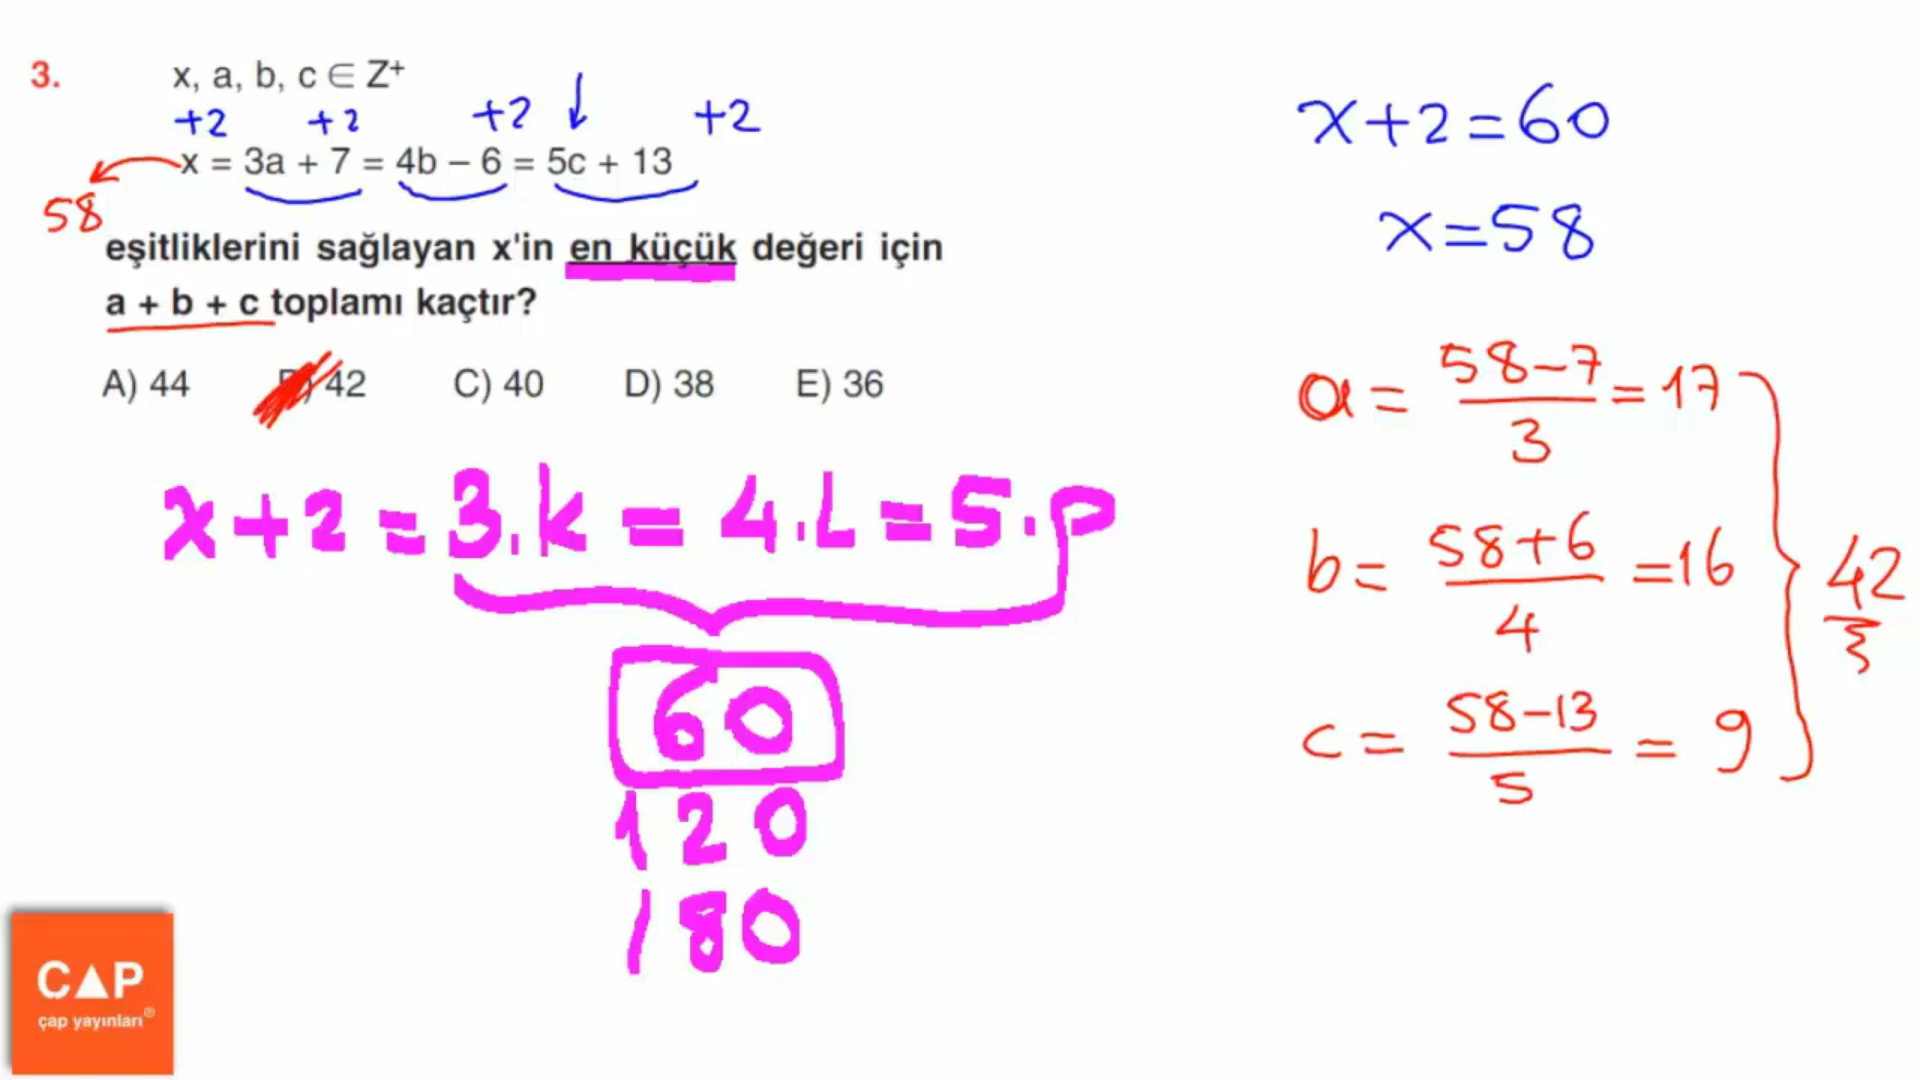 3. x, a, b, c ∈ Z⁺
+2 +2 +2 +2
x = 3a + 7 = 4b – 6 = 5c + 13
58
eşitliklerini sağlayan x'in en küçük değeri için
a + b + c toplamı kaçtır?
A) 44 B) 42 C) 40 D) 38 E) 36
x+2=3.k=4.L=5.p
60
120
180
x+2=60
x=58
a = 58-7/3 = 17
b = 58+6/4 = 16
c = 58-13/5 = 9
42
ÇAP
çap yayınları®